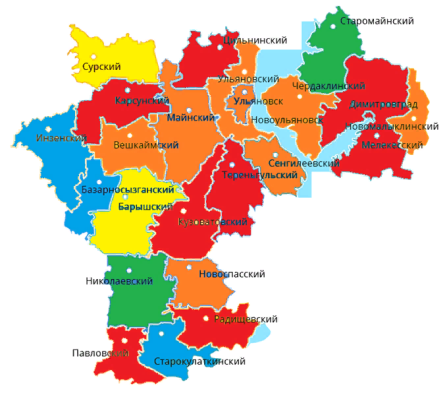 Старомайнский
Цильнинский
Сурский
Ульяновский
Чердаклинский
Карсунский
Ульяновск
Димитровград
Майнский
Новоульяновск
Новомалыклинский
Инзенский
Вешкаймский
Мелекесский
Сенгилеевский
Тереньгульский
Базарносызганский
Барышский
Кузоватовский
Николаевский
Новоспасский
Радищевский
Павловский
Старокулаткинский